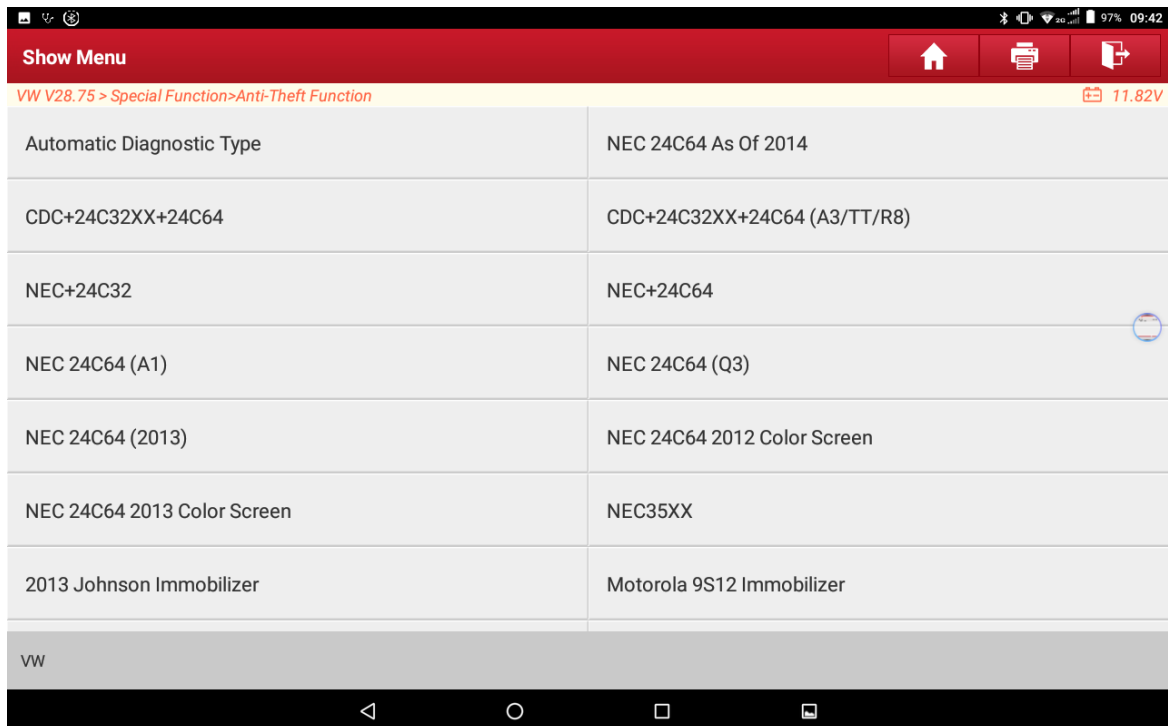 2G 97% 09:42
Show Menu
VW V28.75 > Special Function>Anti-Theft Function 11.82V
Automatic Diagnostic Type
NEC 24C64 As Of 2014
CDC+24C32XX+24C64
CDC+24C32XX+24C64 (A3/TT/R8)
NEC+24C32
NEC+24C64
NEC 24C64 (A1)
NEC 24C64 (Q3)
NEC 24C64 (2013)
NEC 24C64 2012 Color Screen
NEC 24C64 2013 Color Screen
NEC35XX
2013 Johnson Immobilizer
Motorola 9S12 Immobilizer
VW